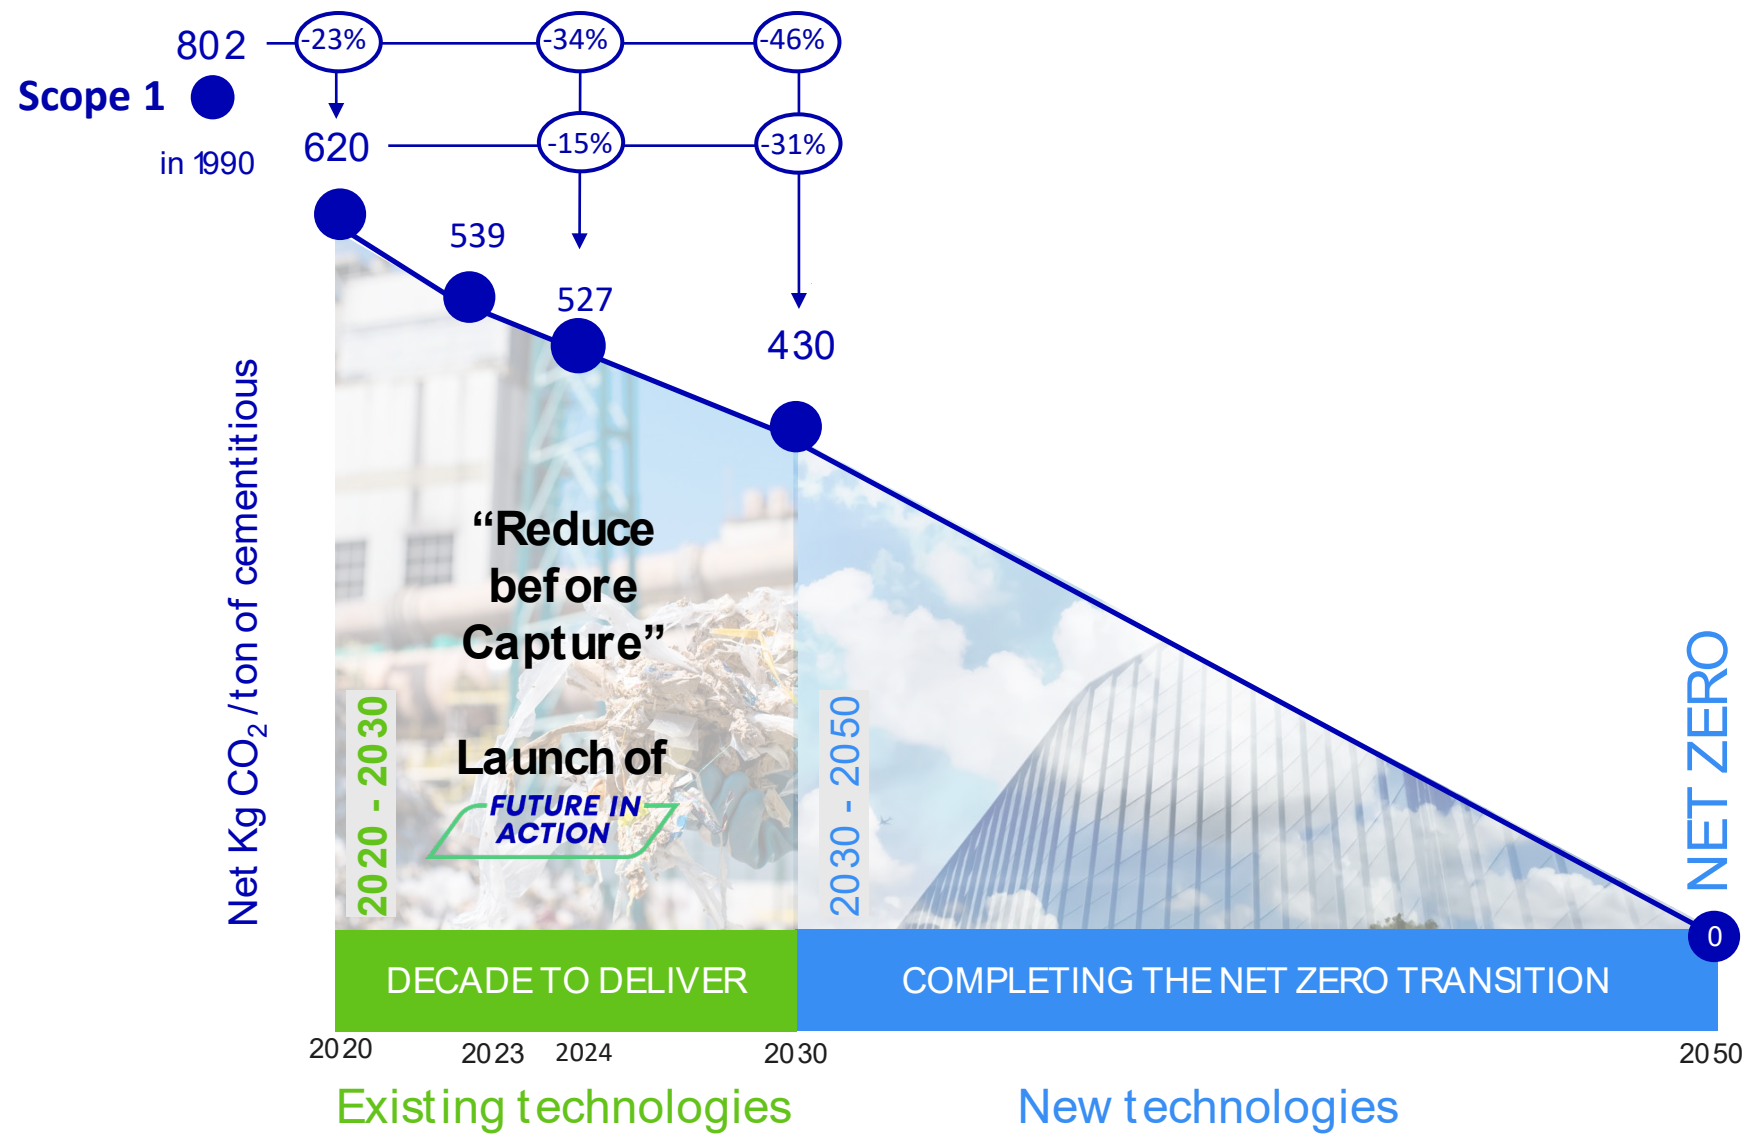 802
-23%
-34%
-46%
Scope 1
in 1990
620
-15%
-31%
539
527
430
Net Kg CO₂ /ton of cementitious
“Reduce
before
Capture”
Launch of
FUTURE IN
ACTION
2020 - 2030
2030 - 2050
NET ZERO
0
DECADE TO DELIVER
COMPLETING THE NET ZERO TRANSITION
2020
2023
2024
2030
2050
Existing technologies
New technologies